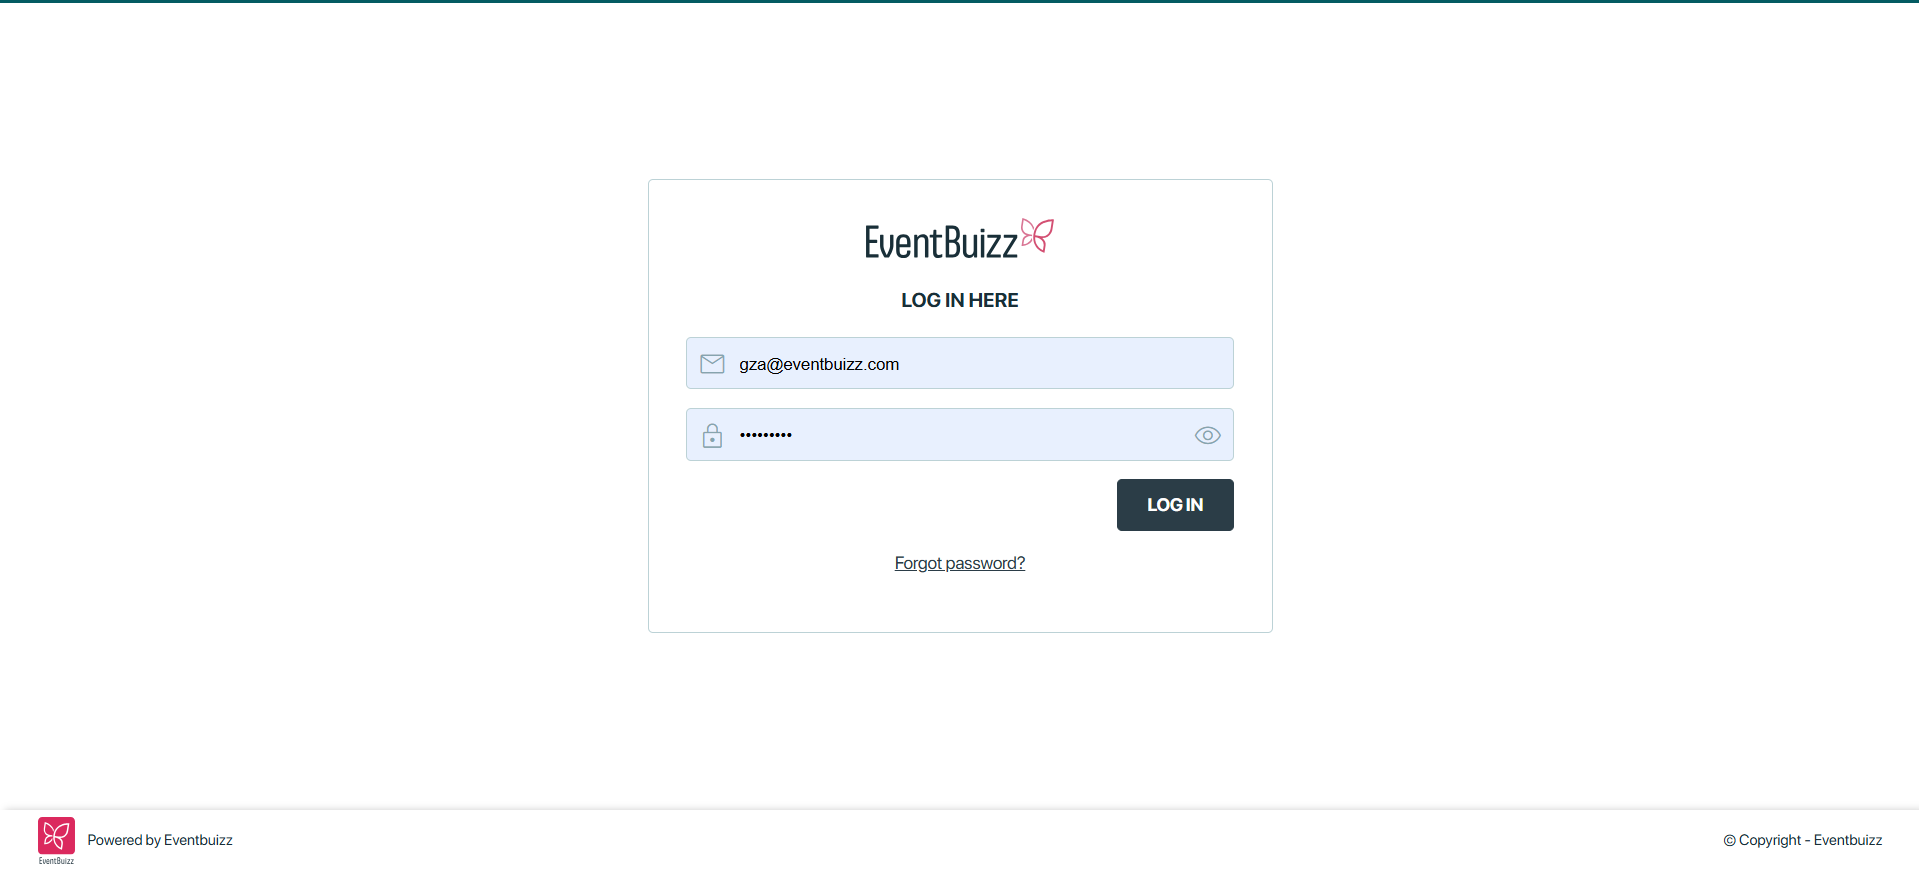 EventBuizz
LOG IN HERE
gza@eventbuizz.com
•••••••••
LOG IN
Forgot password?
EventBuizz
Powered by Eventbuizz
© Copyright - Eventbuizz